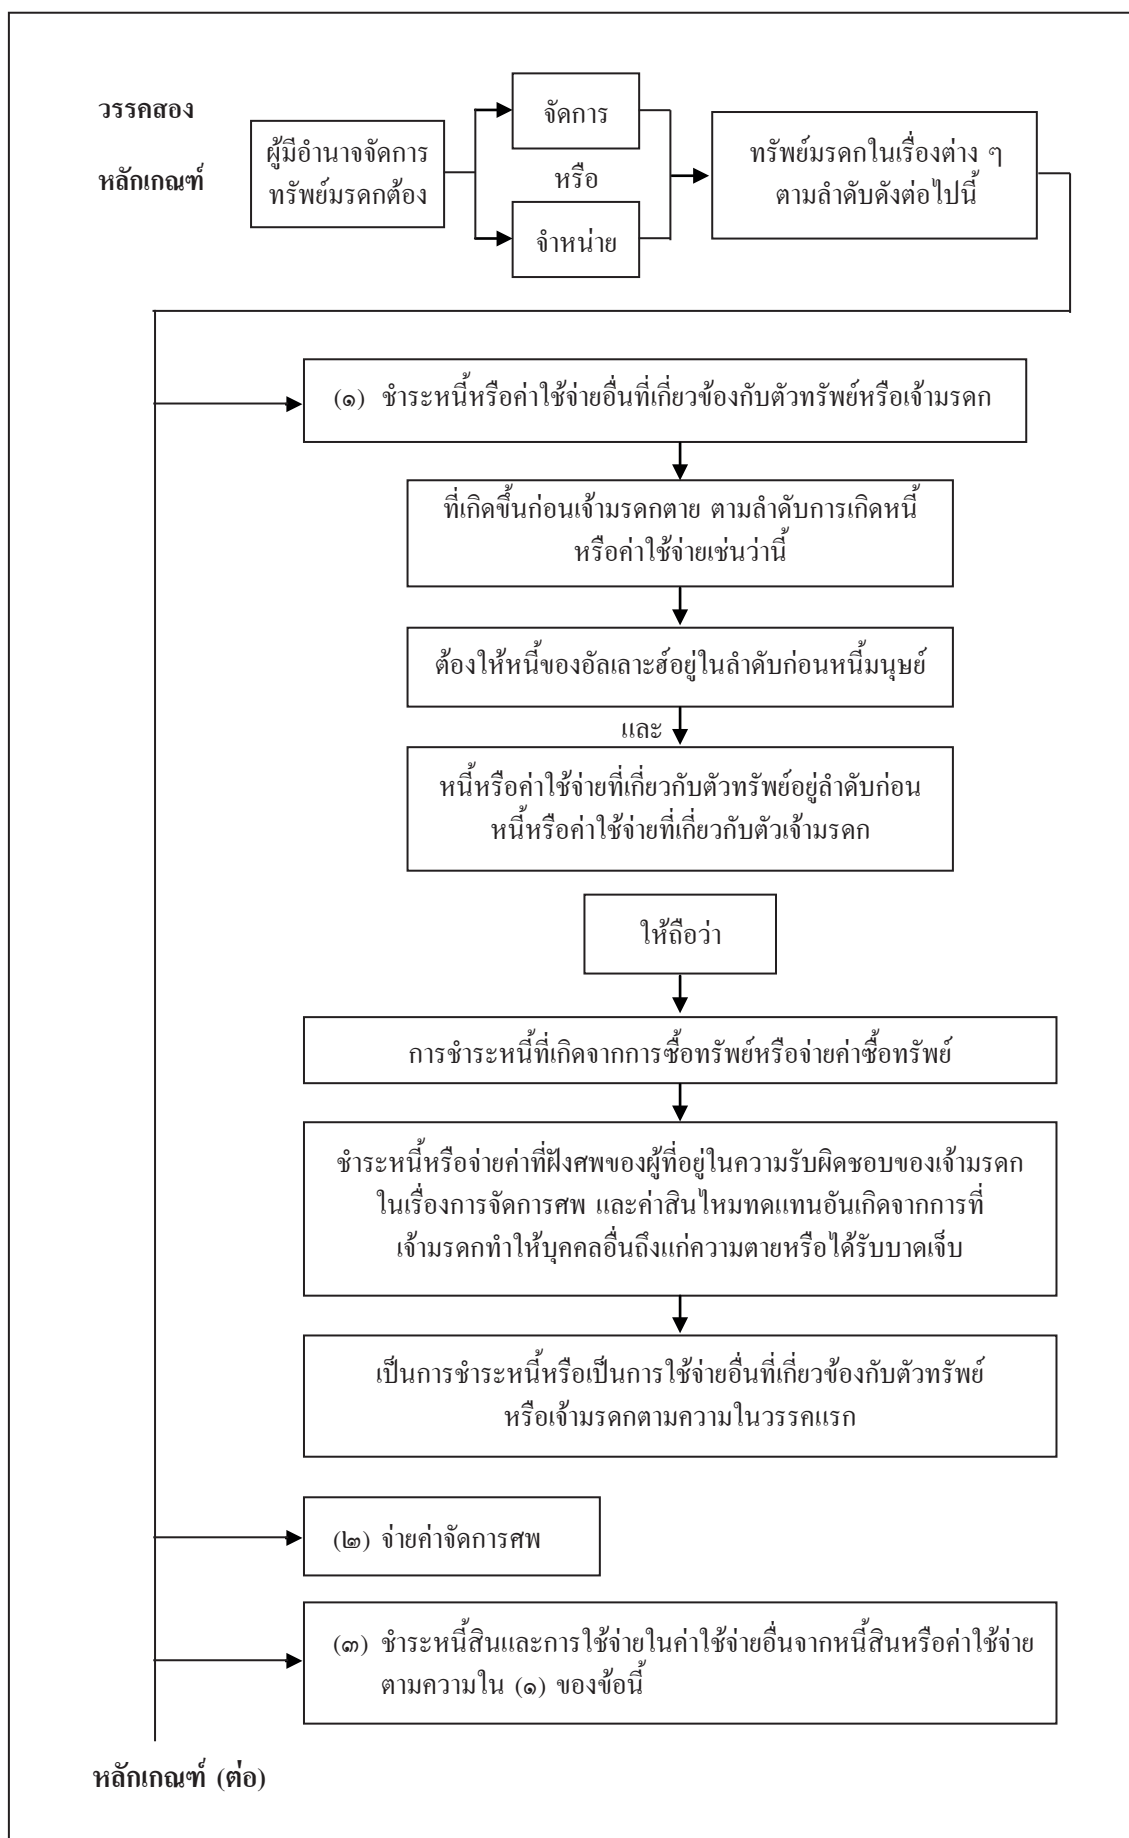 วรรคสอง
หลักเกณฑ์
ผู้มีอำนาจจัดการ
ทรัพย์มรดกต้อง
จัดการ
หรือ
จำหน่าย
ทรัพย์มรดกในเรื่องต่าง ๆ
ตามลำดับดังต่อไปนี้
(๑) ชำระหนี้หรือค่าใช้จ่ายอื่นที่เกี่ยวข้องกับตัวทรัพย์หรือเจ้ามรดก
ที่เกิดขึ้นก่อนเจ้ามรดกตาย ตามลำดับการเกิดหนี้
หรือค่าใช้จ่ายเช่นว่านี้
ต้องให้หนี้ของอัลเลาะฮ์อยู่ในลำดับก่อนหนี้มนุษย์
และ
หนี้หรือค่าใช้จ่ายที่เกี่ยวกับตัวทรัพย์อยู่ลำดับก่อน
หนี้หรือค่าใช้จ่ายที่เกี่ยวกับตัวเจ้ามรดก
ให้ถือว่า
การชำระหนี้ที่เกิดจากการซื้อทรัพย์หรือจ่ายค่าซื้อทรัพย์
ชำระหนี้หรือจ่ายค่าที่ฝังศพของผู้ที่อยู่ในความรับผิดชอบของเจ้ามรดก
ในเรื่องการจัดการศพ และค่าสินไหมทดแทนอันเกิดจากการที่
เจ้ามรดกทำให้บุคคลอื่นถึงแก่ความตายหรือได้รับบาดเจ็บ
เป็นการชำระหนี้หรือเป็นการใช้จ่ายอื่นที่เกี่ยวข้องกับตัวทรัพย์
หรือเจ้ามรดกตามความในวรรคแรก
(๒) จ่ายค่าจัดการศพ
(๓) ชำระหนี้สินและการใช้จ่ายในค่าใช้จ่ายอื่นจากหนี้สินหรือค่าใช้จ่าย
ตามความใน (๑) ของข้อนี้
หลักเกณฑ์ (ต่อ)